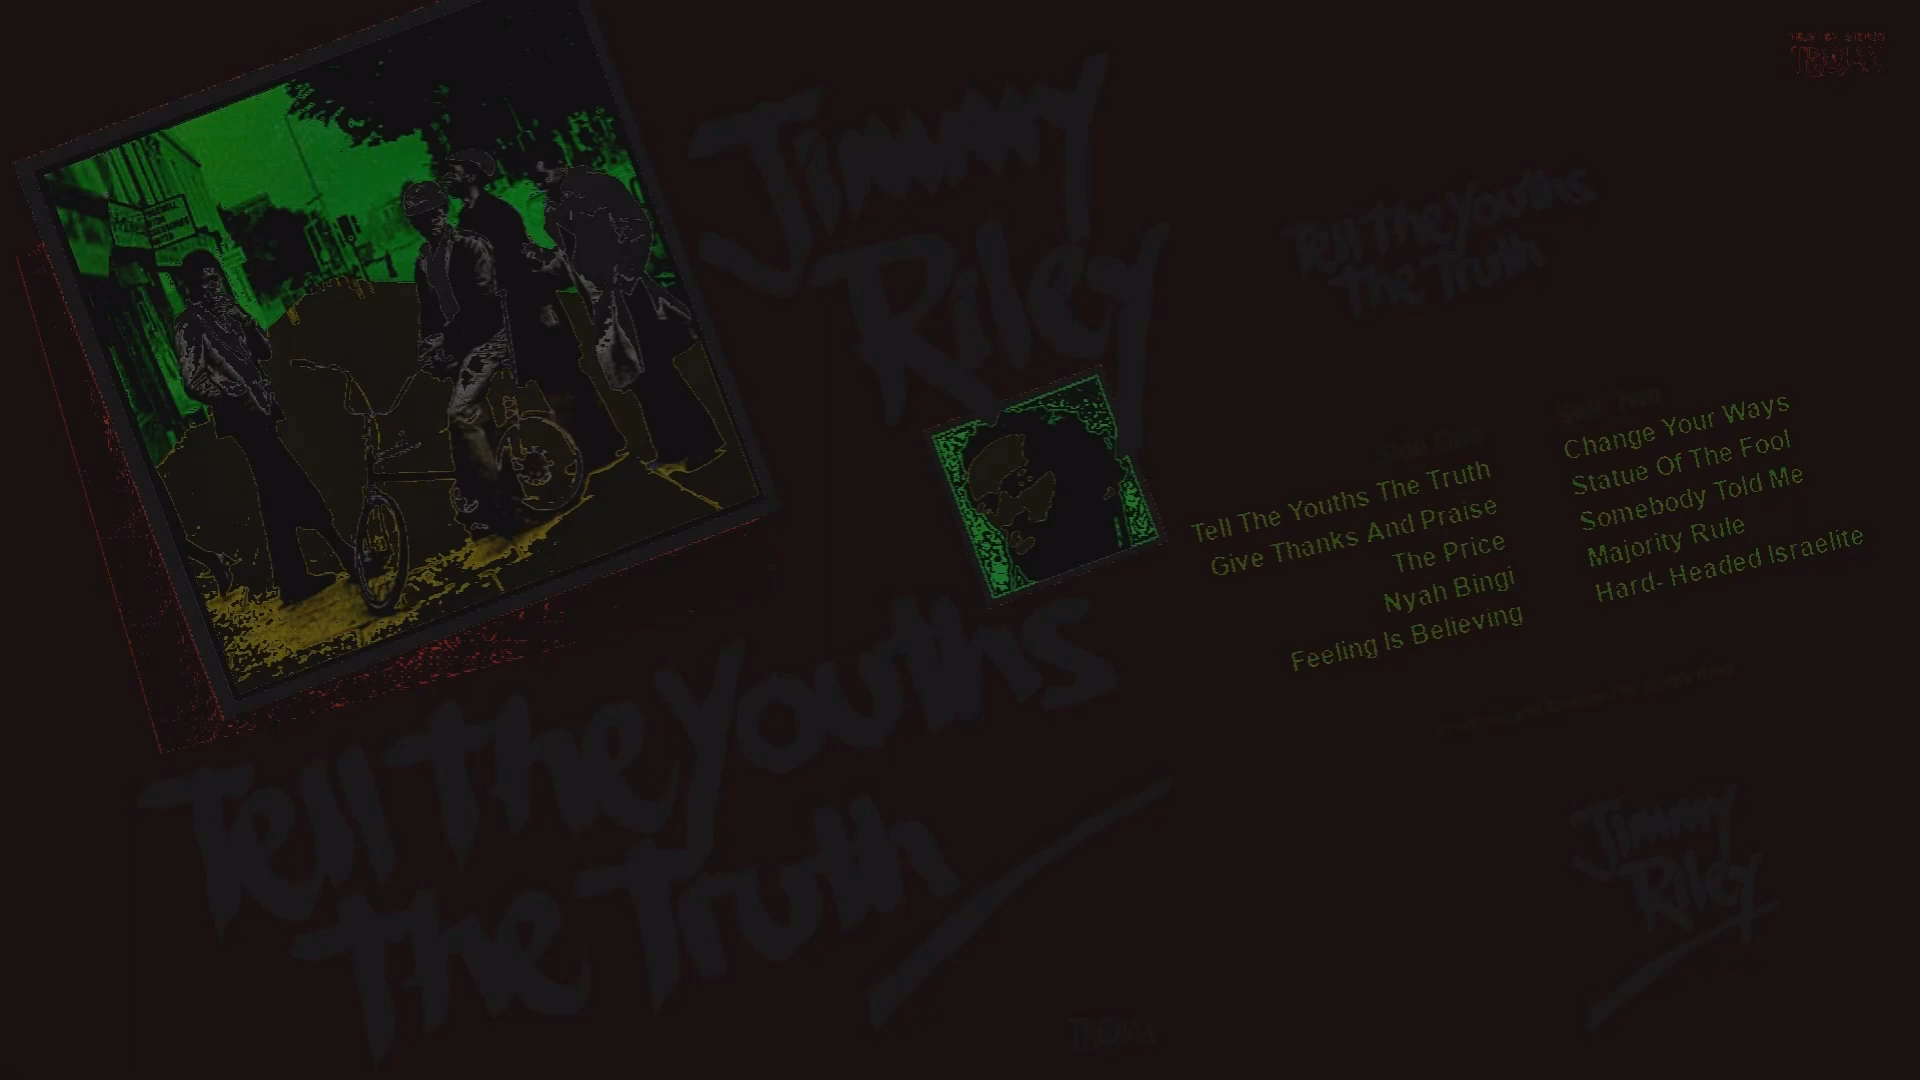 Jimmy
Riley
Tell the Youths
the Truth
TROJAN
Tell the Youths
the Truth
Side One
Tell The Youths The Truth
Give Thanks And Praise
The Price
Nyah Bingi
Feeling Is Believing
Side Two
Change Your Ways
Statue Of The Fool
Somebody Told Me
Majority Rule
Hard- Headed Israelite
Jimmy
Riley
TROJAN